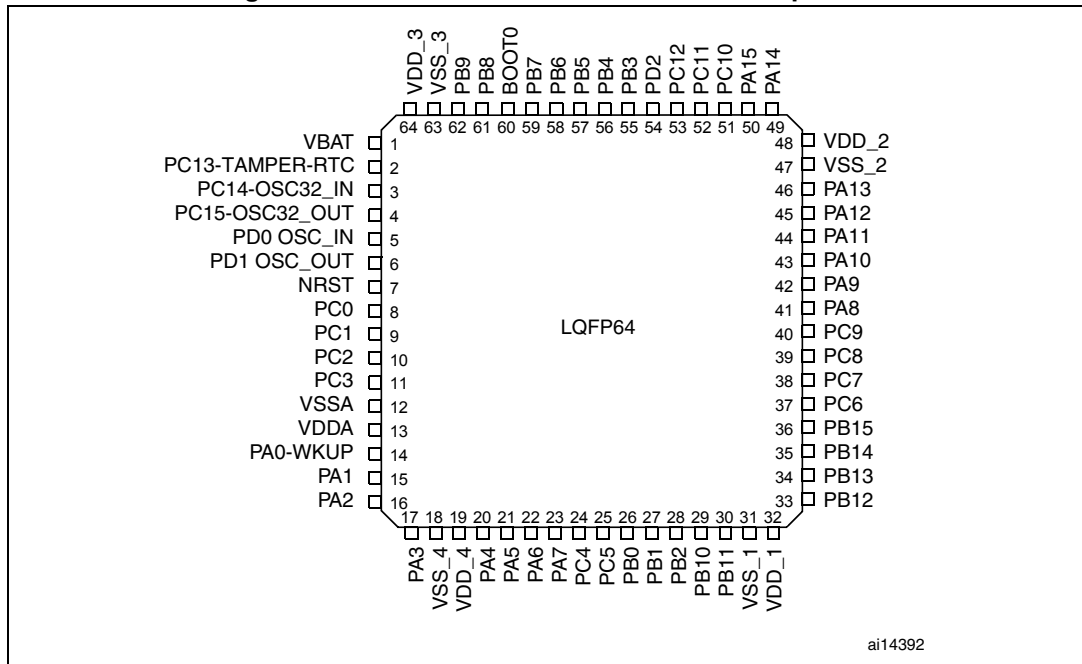 VDD_3
VSS_3
PB9
PB8
BOOT0
PB7
PB6
PB5
PB4
PB3
PD2
PC12
PC11
PC10
PA15
PA14
64 63 62 61 60 59 58 57 56 55 54 53 52 51 50 49
VBAT 1
PC13-TAMPER-RTC 2
PC14-OSC32_IN 3
PC15-OSC32_OUT 4
PD0 OSC_IN 5
PD1 OSC_OUT 6
NRST 7
PC0 8
PC1 9
PC2 10
PC3 11
VSSA 12
VDDA 13
PA0-WKUP 14
PA1 15
PA2 16
LQFP64
48 VDD_2
47 VSS_2
46 PA13
45 PA12
44 PA11
43 PA10
42 PA9
41 PA8
40 PC9
39 PC8
38 PC7
37 PC6
36 PB15
35 PB14
34 PB13
33 PB12
17 18 19 20 21 22 23 24 25 26 27 28 29 30 31 32
PA3
VSS_4
VDD_4
PA4
PA5
PA6
PA7
PC4
PC5
PB0
PB1
PB2
PB10
PB11
VSS_1
VDD_1
ai14392